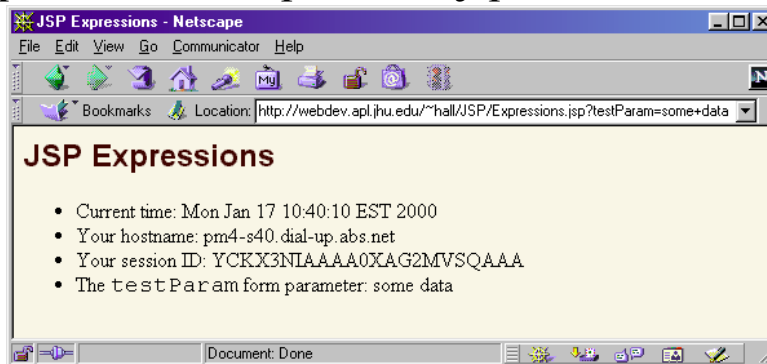 JSP Expressions - Netscape
File Edit View Go Communicator Help
My
N
Bookmarks Location: http://webdev.apl.jhu.edu/~hall/JSP/Expressions.jsp?testParam=some+data
JSP Expressions
• Current time: Mon Jan 17 10:40:10 EST 2000
• Your hostname: pm4-s40.dial-up.abs.net
• Your session ID: YCKX3NIAAAA0XAG2MVSQAAA
• The testParam form parameter: some data
Document: Done